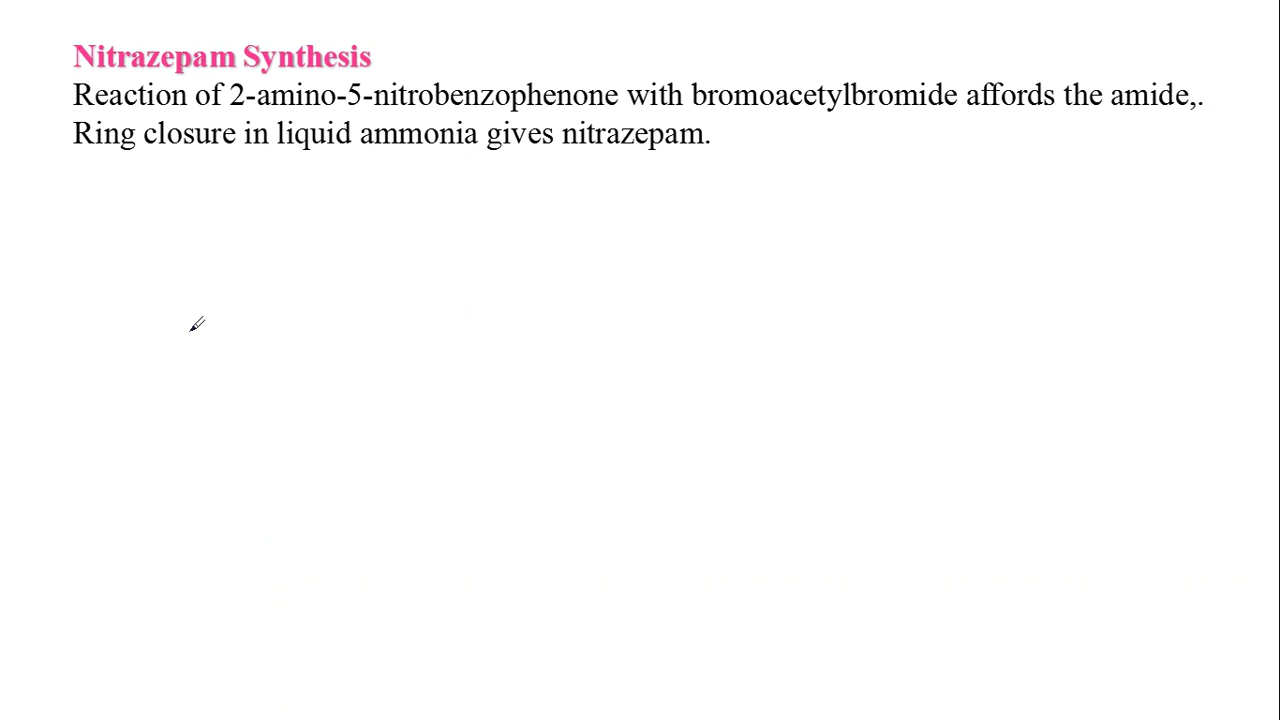 Nitrazepam Synthesis
Reaction of 2-amino-5-nitrobenzophenone with bromoacetylbromide affords the amide,.
Ring closure in liquid ammonia gives nitrazepam.